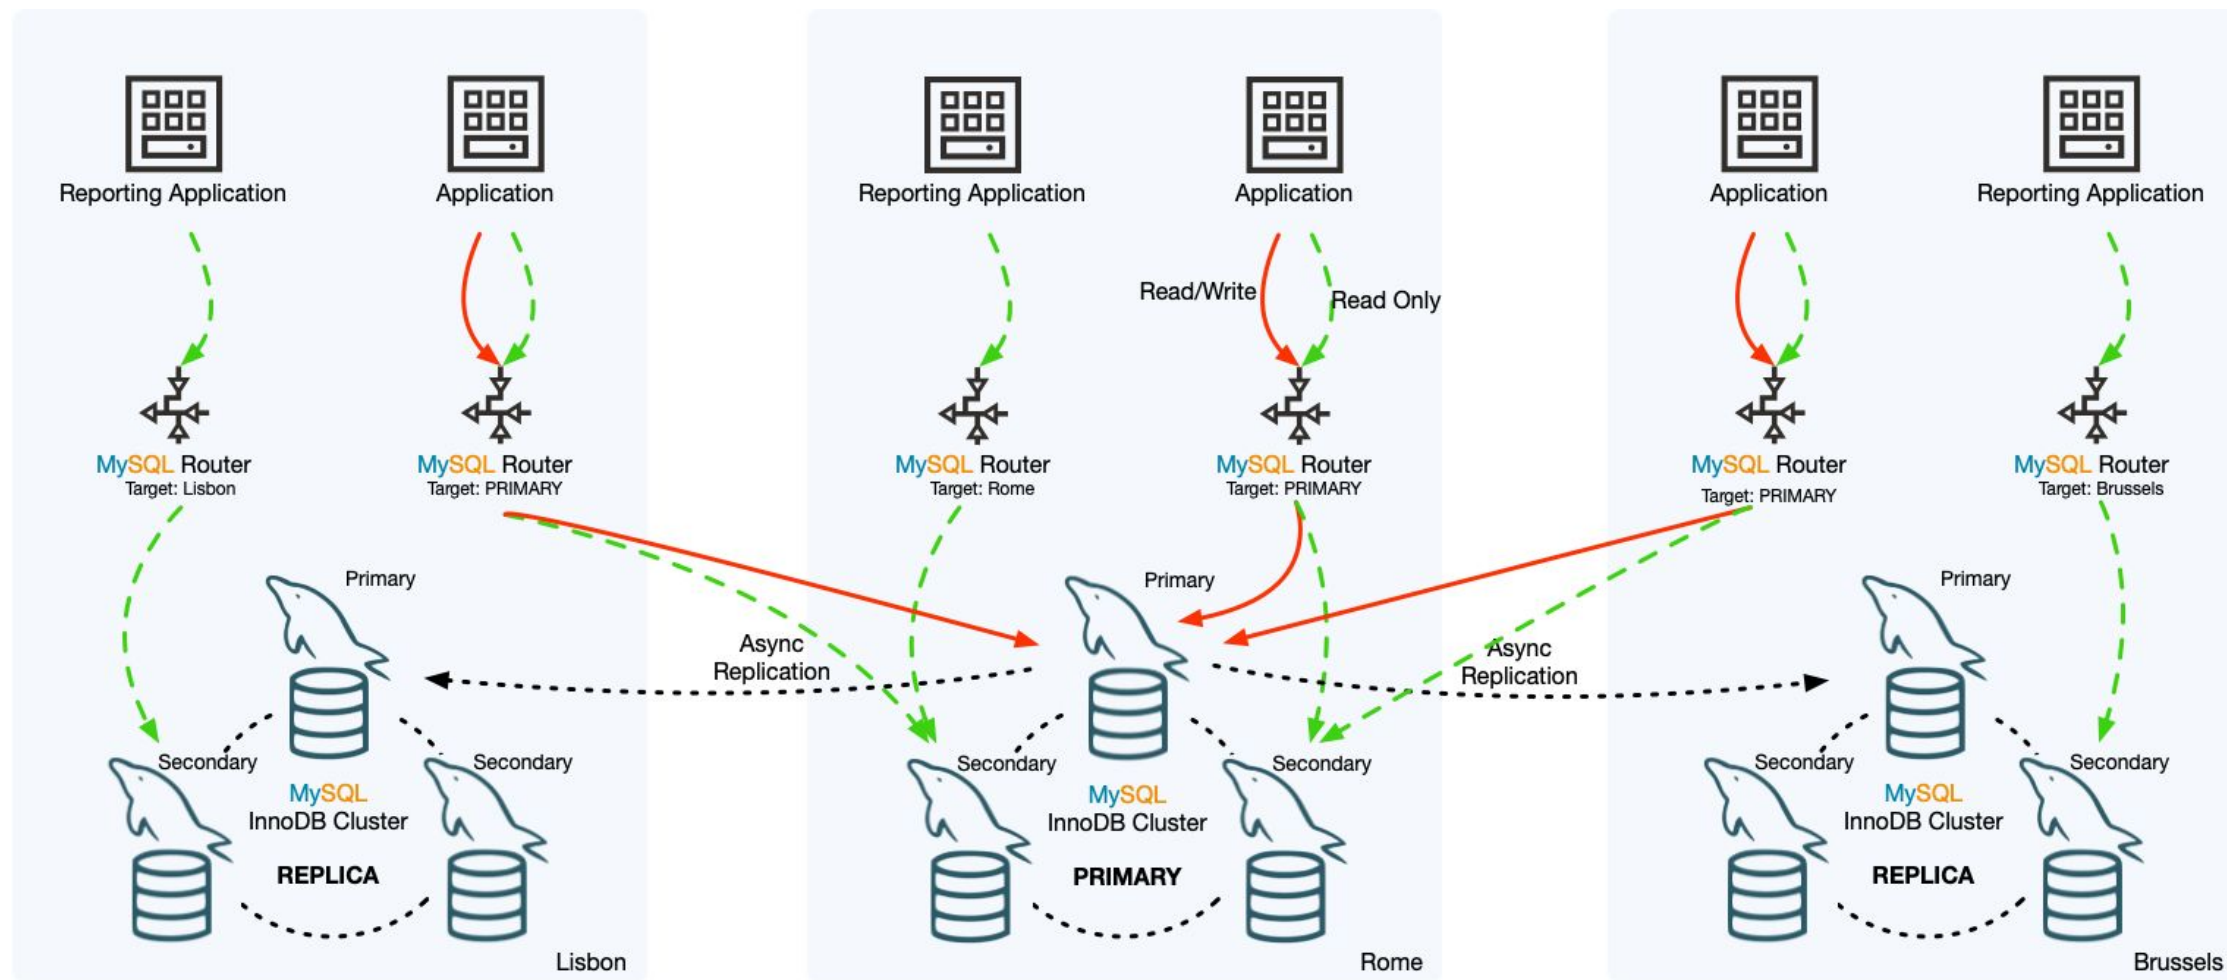 Reporting Application
Application
Reporting Application
Application
Application
Reporting Application
Read/Write
Read Only
MySQL Router
Target: Lisbon
MySQL Router
Target: PRIMARY
MySQL Router
Target: Rome
MySQL Router
Target: PRIMARY
MySQL Router
Target: PRIMARY
MySQL Router
Target: Brussels
Primary
Primary
Primary
Async
Replication
Async
Replication
Secondary
Secondary
Secondary
Secondary
Secondary
Secondary
MySQL
InnoDB Cluster
REPLICA
MySQL
InnoDB Cluster
PRIMARY
MySQL
InnoDB Cluster
REPLICA
Lisbon
Rome
Brussels